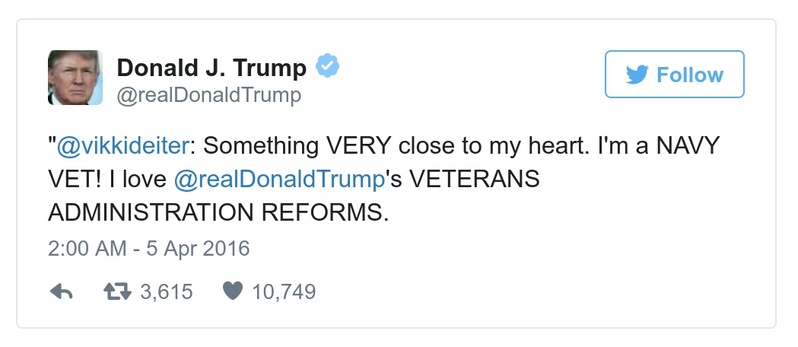 Donald J. Trump
Follow
@realDonaldTrump
"@vikkideiter: Something VERY close to my heart. I'm a NAVY
VET! I love @realDonaldTrump's VETERANS
ADMINISTRATION REFORMS.
2:00 AM - 5 Apr 2016
3,615 10,749